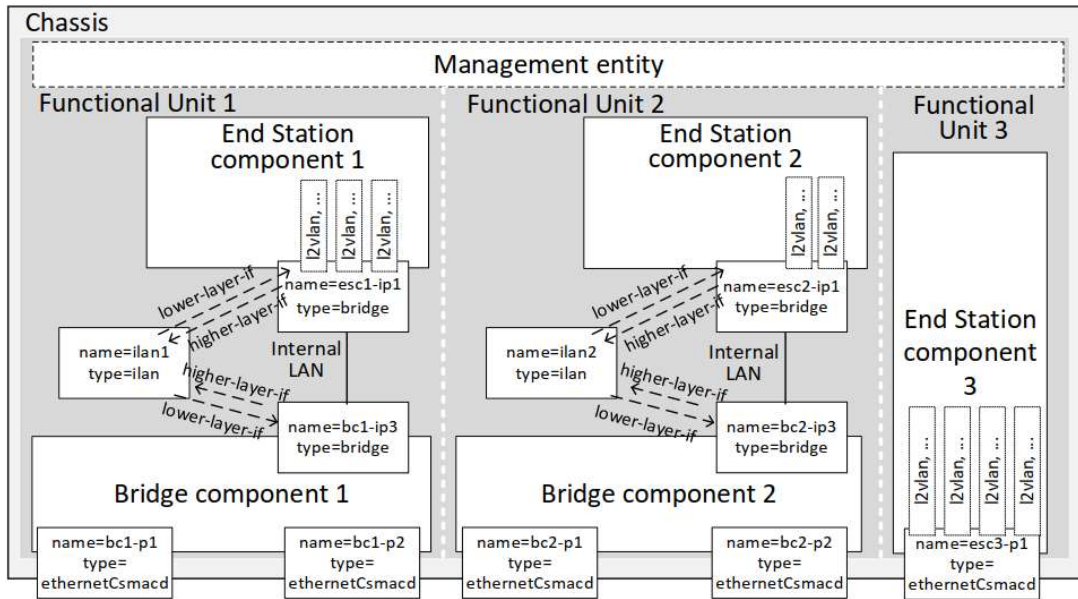 Chassis
Management entity
Functional Unit 1
End Station
component 1
l2vlan, ...
l2vlan, ...
l2vlan, ...
name=esc1-ip1
type=bridge
lower-layer-if
higher-layer-if
name=ilan1
type=ilan
Internal
LAN
higher-layer-if
lower-layer-if
name=bc1-ip3
type=bridge
Bridge component 1
name=bc1-p1
type=
ethernetCsmacd
name=bc1-p2
type=
ethernetCsmacd
Functional Unit 2
End Station
component 2
l2vlan, ...
l2vlan, ...
name=esc2-ip1
type=bridge
lower-layer-if
higher-layer-if
name=ilan2
type=ilan
Internal
LAN
higher-layer-if
lower-layer-if
name=bc2-ip3
type=bridge
Bridge component 2
name=bc2-p1
type=
ethernetCsmacd
name=bc2-p2
type=
ethernetCsmacd
Functional
Unit 3
End Station
component
3
l2vlan, ...
l2vlan, ...
l2vlan, ...
l2vlan, ...
name=esc3-p1
type=
ethernetCsmacd